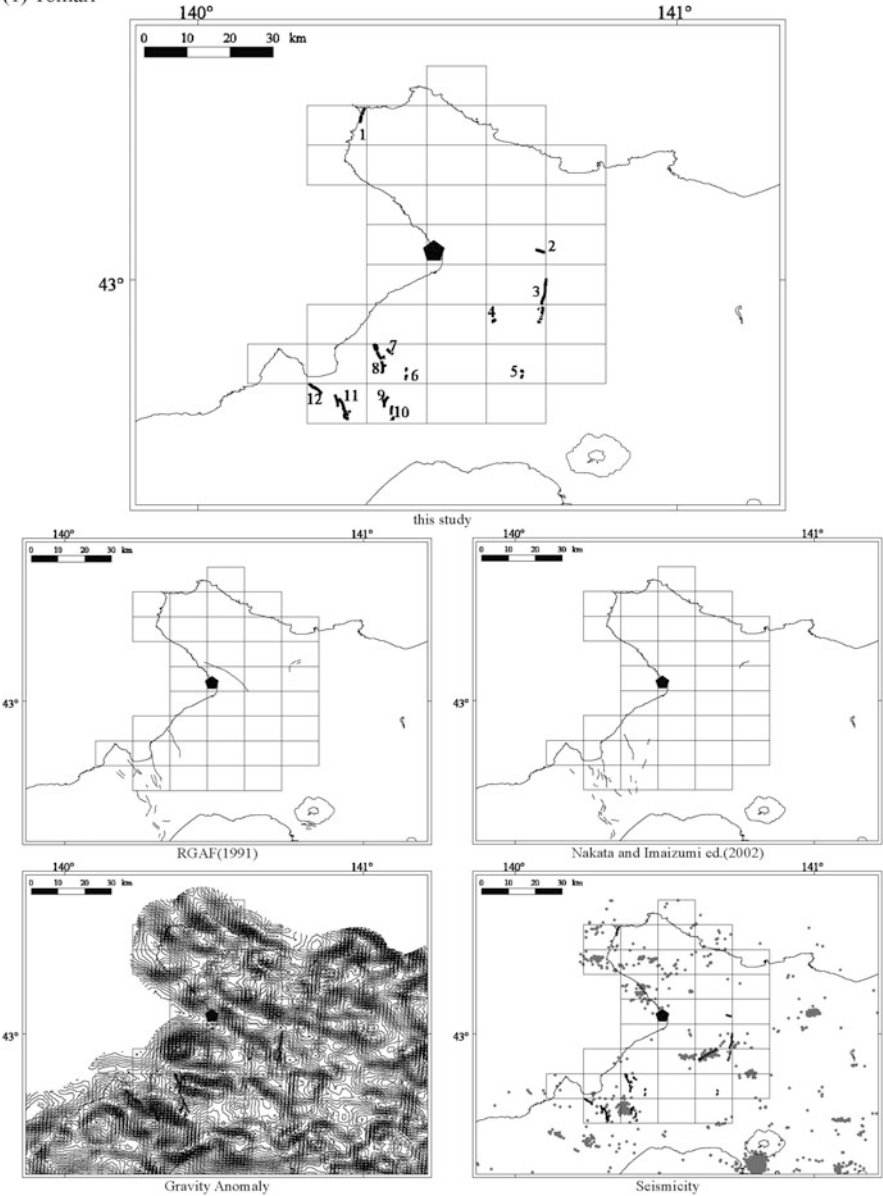 (1) Tomari
140° 141°
0 10 20 30 km
1
2
43°
3
4
7
8 6 5
12 11 9
10
this study
140° 141°
0 10 20 30 km
43°
RGAF(1991)
140° 141°
0 10 20 30 km
43°
Nakata and Imaizumi ed.(2002)
140° 141°
0 10 20 30 km
43°
Gravity Anomaly
140° 141°
0 10 20 30 km
43°
Seismicity